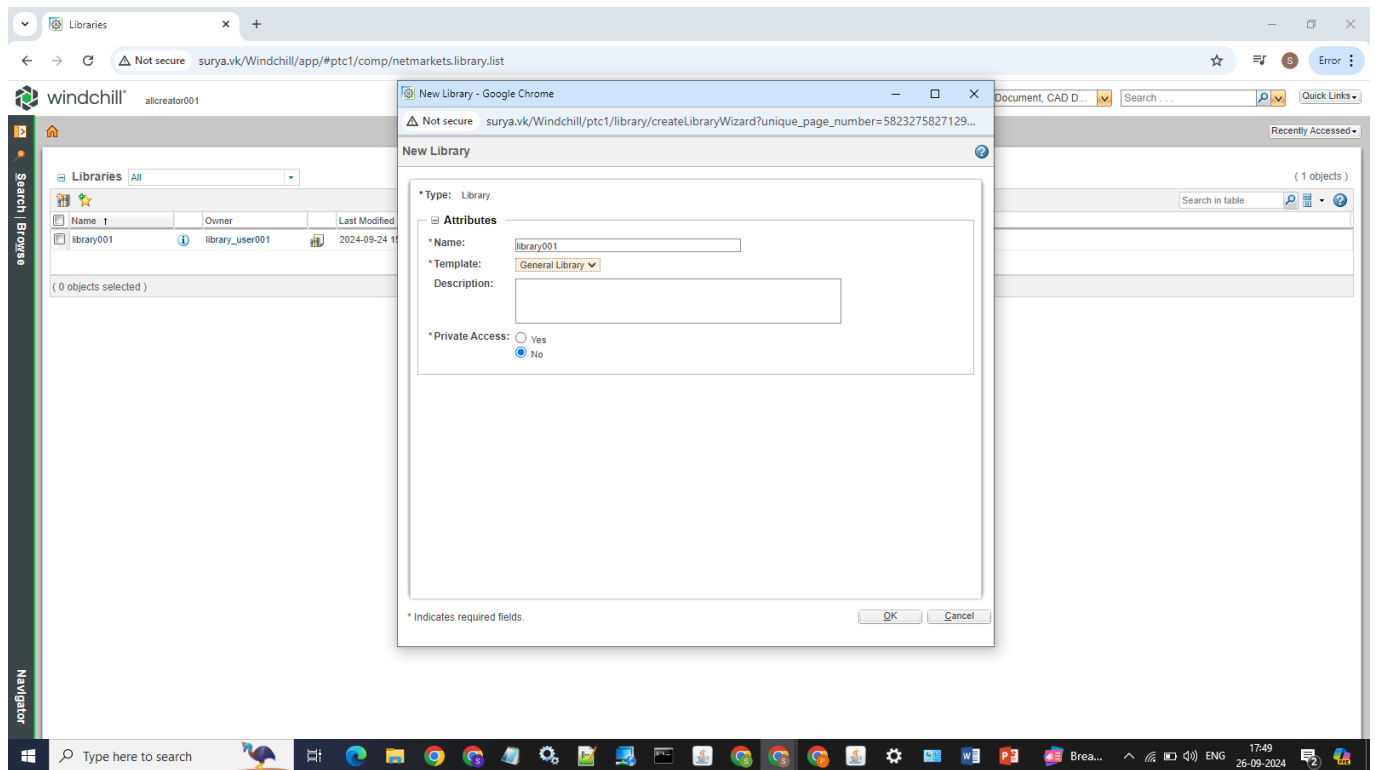 Libraries
Not secure surya.vk/Windchill/app/#ptc1/comp/netmarkets.library.list
S
Error
windchill allcreator001
Document, CAD D...
Search . . .
Quick Links
Recently Accessed
Search | Browse
Navigator
Libraries All
( 1 objects )
Search in table
Name ↑ Owner Last Modified
library001 library_user001 2024-09-24 15
( 0 objects selected )
New Library - Google Chrome
Not secure surya.vk/Windchill/ptc1/library/createLibraryWizard?unique_page_number=5823275827129...
New Library
* Type: Library
Attributes
* Name: library001
* Template: General Library
Description:
* Private Access: Yes
No
* Indicates required fields.
OK Cancel
Type here to search
Brea...
ENG
17:49
26-09-2024
2